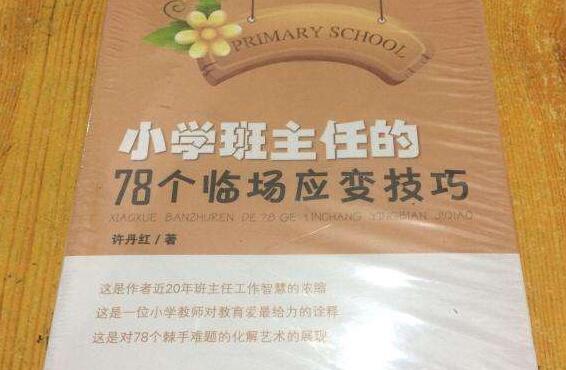 PRIMARY SCHOOL
小学班主任的
78个临场应变技巧
XIAOXUE BANZHUREN DE 78 GE LINCHANG YINGBIAN JIQIAO
许丹红/著
这是作者近20年班主任工作智慧的浓缩
这是一位小学教师对教育爱最给力的诠释
这是对78个棘手难题的化解艺术的展现